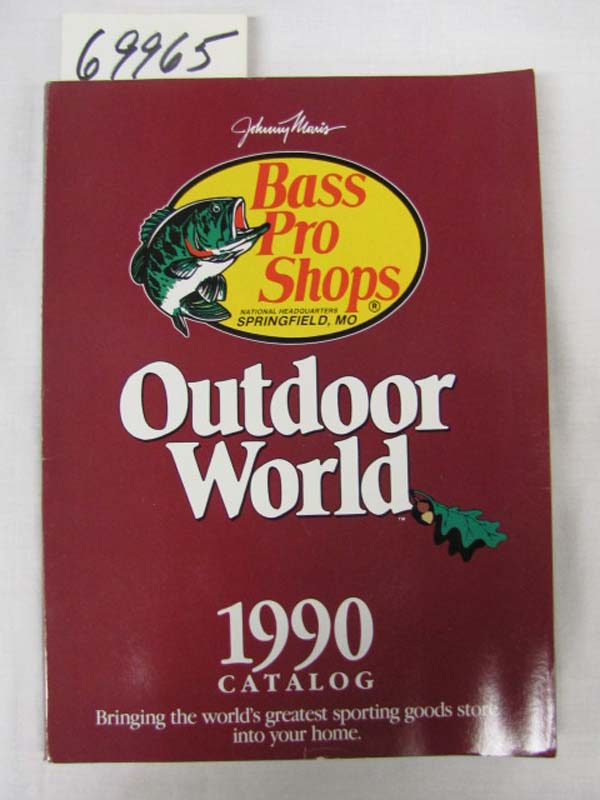 69965
Johnny Morris
Bass
Pro
Shops®
NATIONAL HEADQUARTERS
SPRINGFIELD, MO
Outdoor
World™
1990
CATALOG
Bringing the world's greatest sporting goods store
into your home.